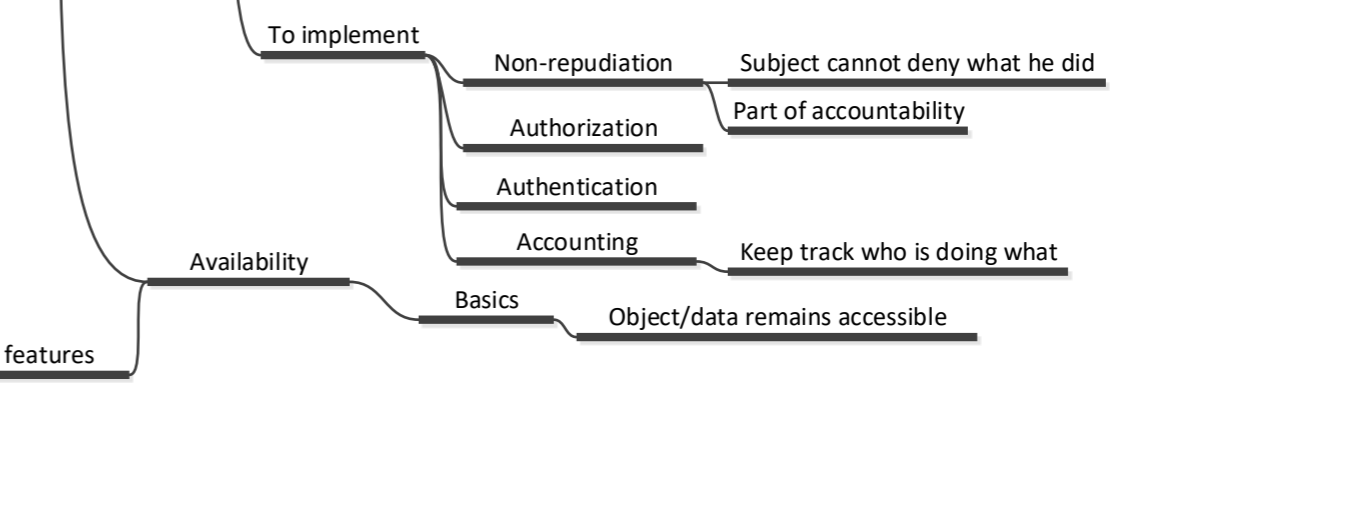 To implement
Non-repudiation
Subject cannot deny what he did
Part of accountability
Authorization
Authentication
Accounting
Keep track who is doing what
Availability
Basics
Object/data remains accessible
features